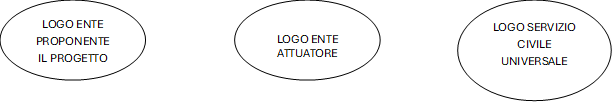 LOGO ENTE
PROPONENTE
IL PROGETTO
LOGO ENTE
ATTUATORE
LOGO SERVIZIO
CIVILE
UNIVERSALE